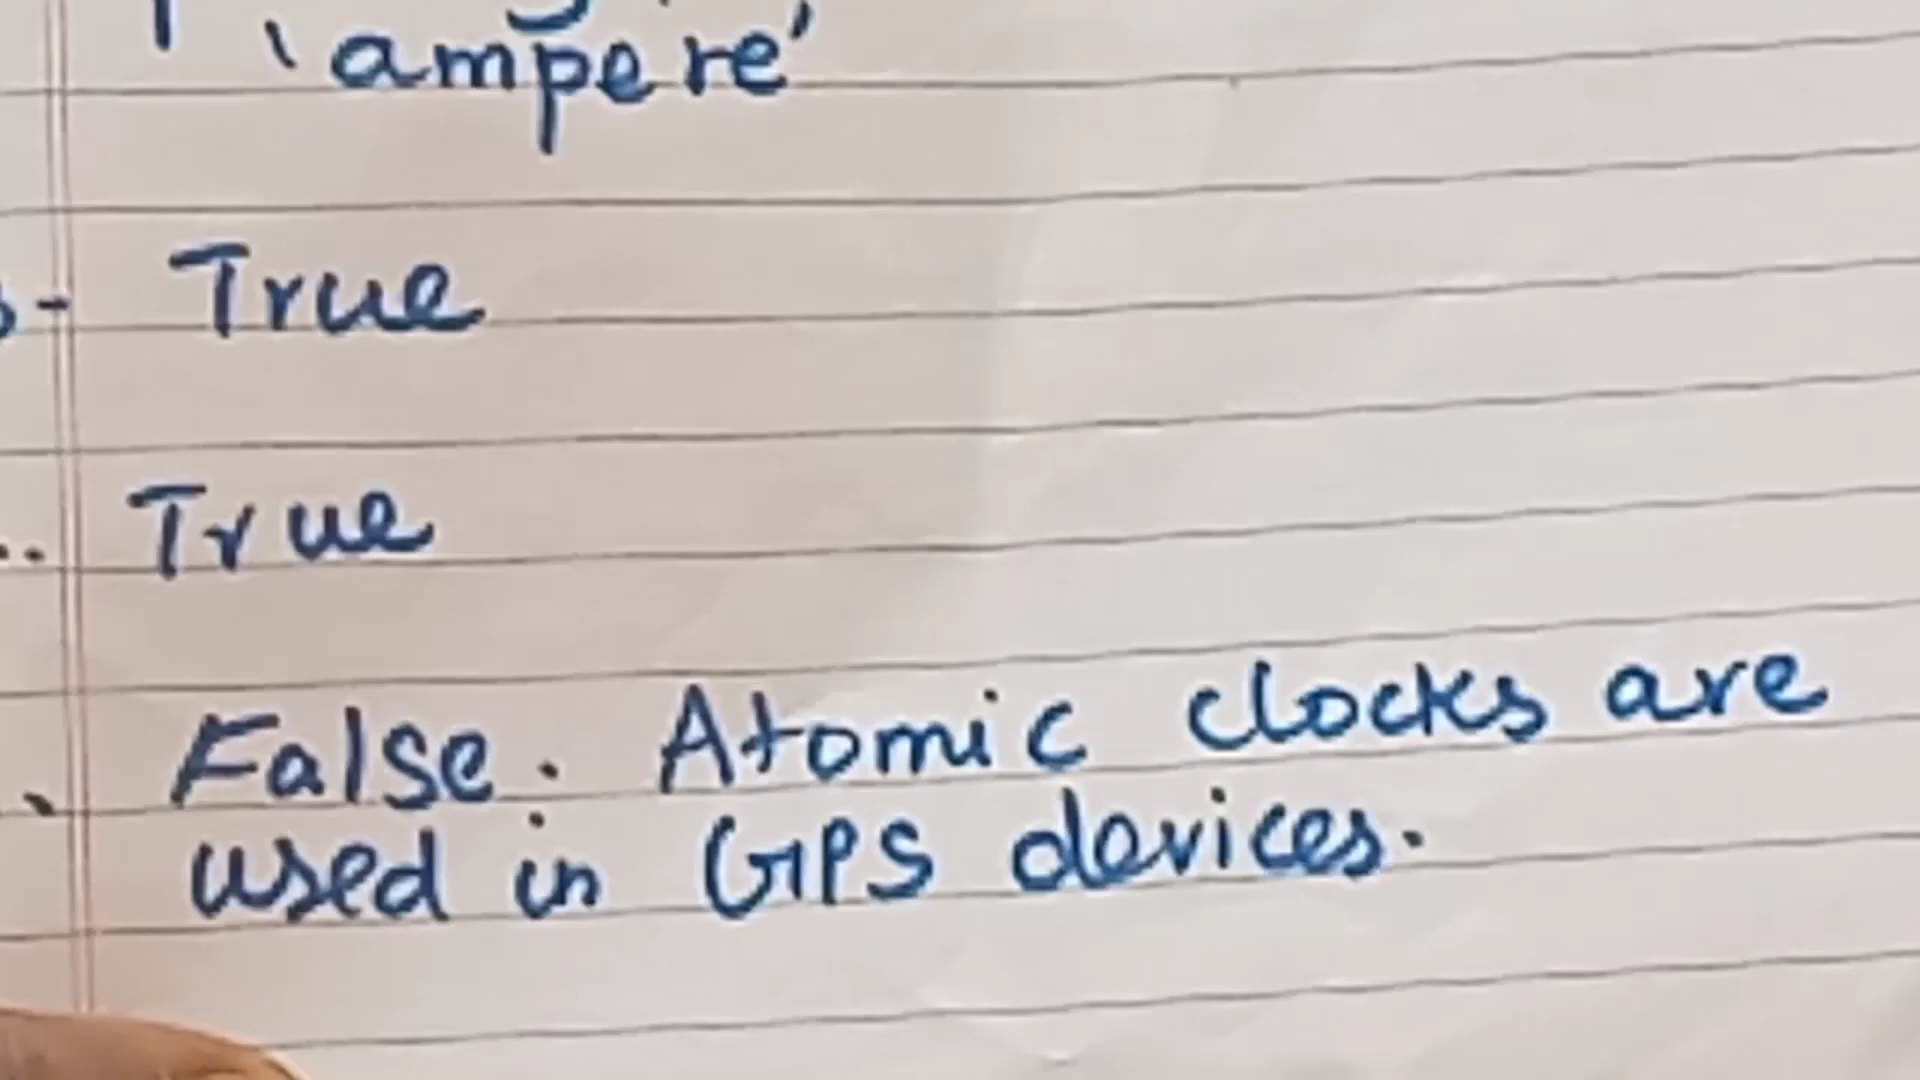 'ampere'
True
True
False. Atomic clocks are
used in GPS devices.